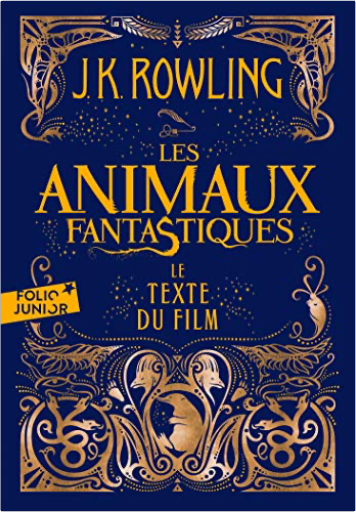 J.K. ROWLING
LES
ANIMAUX
FANTASTIQUES
LE
TEXTE
DU FILM
FOLIO
JUNIOR